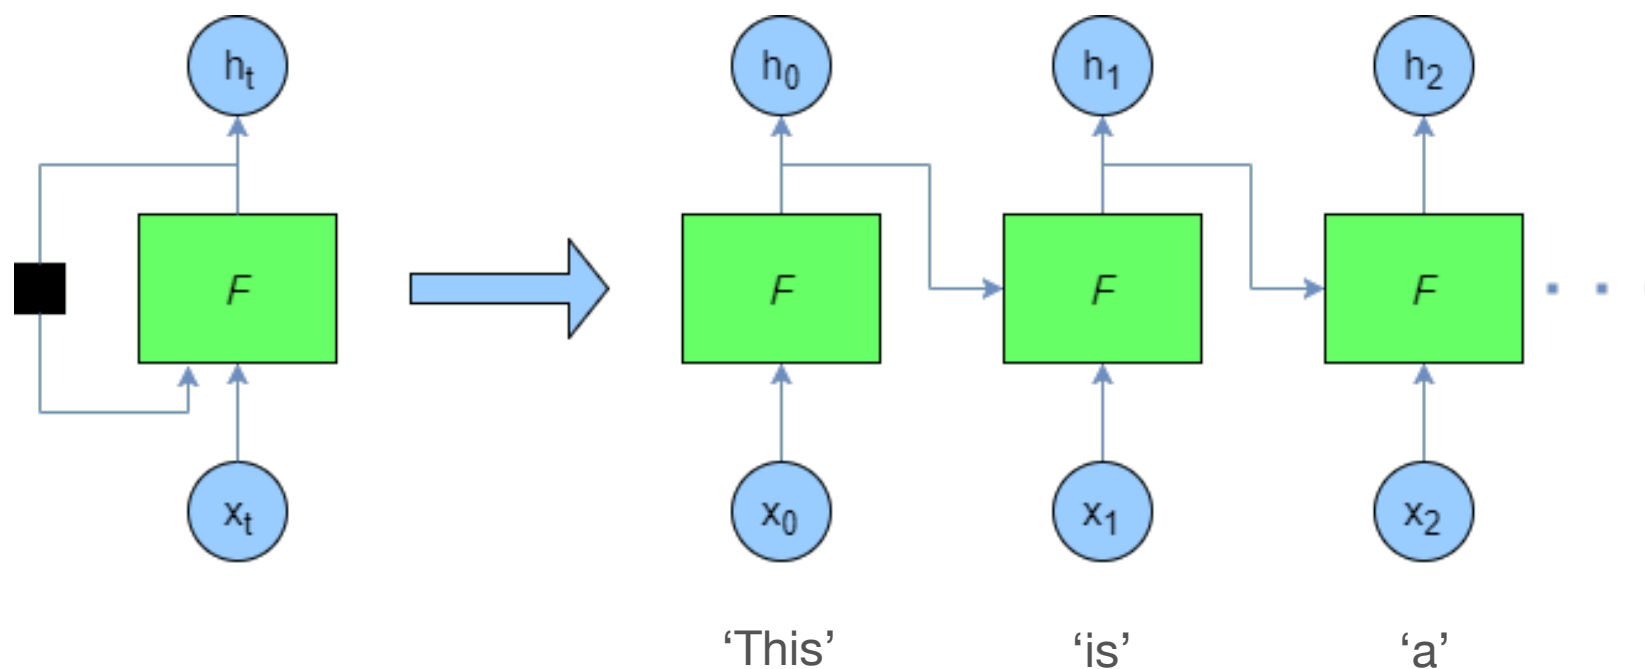 hₜ h₀ h₁ h₂
F F F F
xₜ x₀ x₁ x₂
‘This’ ‘is’ ‘a’